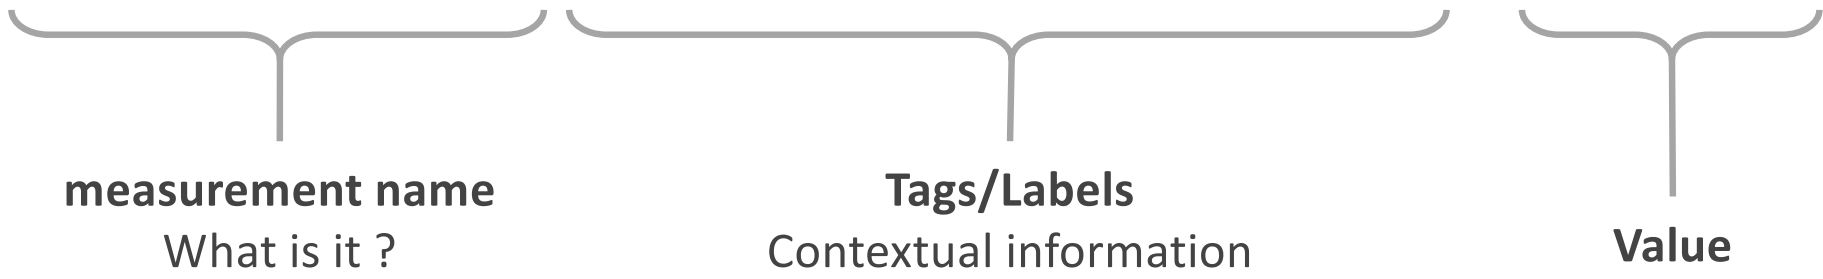 measurement name
What is it ?
Tags/Labels
Contextual information
Value